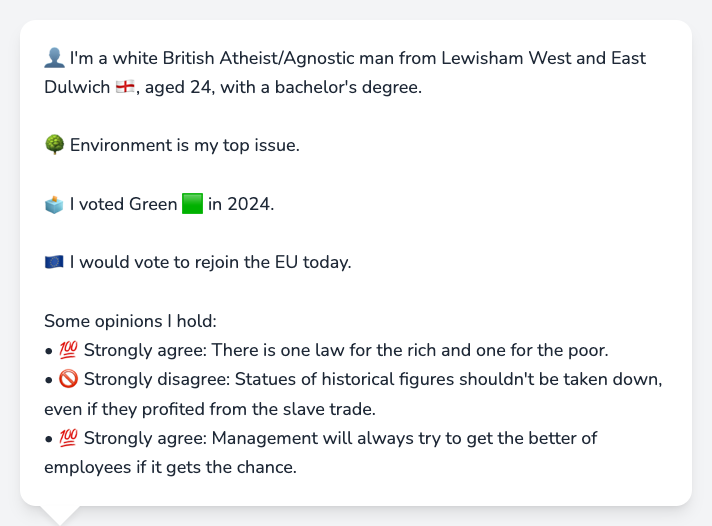 👤 I'm a white British Atheist/Agnostic man from Lewisham West and East
Dulwich 🏴󠁧󠁢󠁥󠁮󠁧󠁿, aged 24, with a bachelor's degree.
🌳 Environment is my top issue.
🗳️ I voted Green 🟩 in 2024.
🇪🇺 I would vote to rejoin the EU today.
Some opinions I hold:
• 💯 Strongly agree: There is one law for the rich and one for the poor.
• 🚫 Strongly disagree: Statues of historical figures shouldn't be taken down,
even if they profited from the slave trade.
• 💯 Strongly agree: Management will always try to get the better of
employees if it gets the chance.